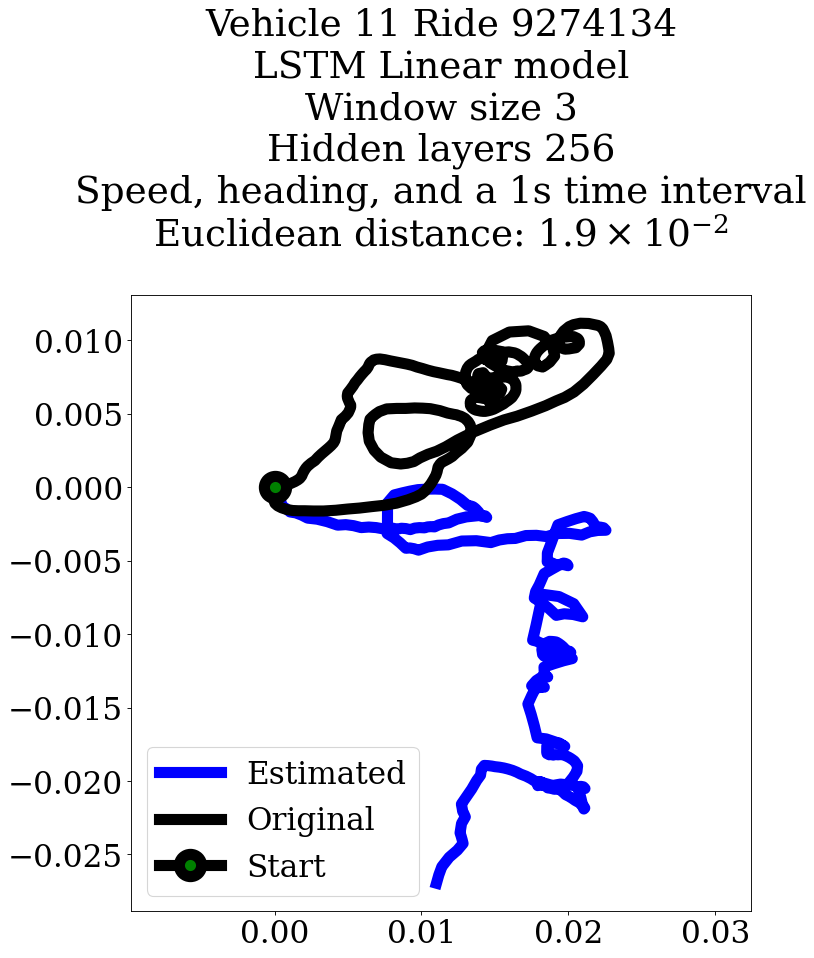 Vehicle 11 Ride 9274134
LSTM Linear model
Window size 3
Hidden layers 256
Speed, heading, and a 1s time interval
Euclidean distance: 1.9 × 10⁻²
0.010
0.005
0.000
−0.005
−0.010
−0.015
−0.020
−0.025
Estimated
Original
Start
0.00 0.01 0.02 0.03